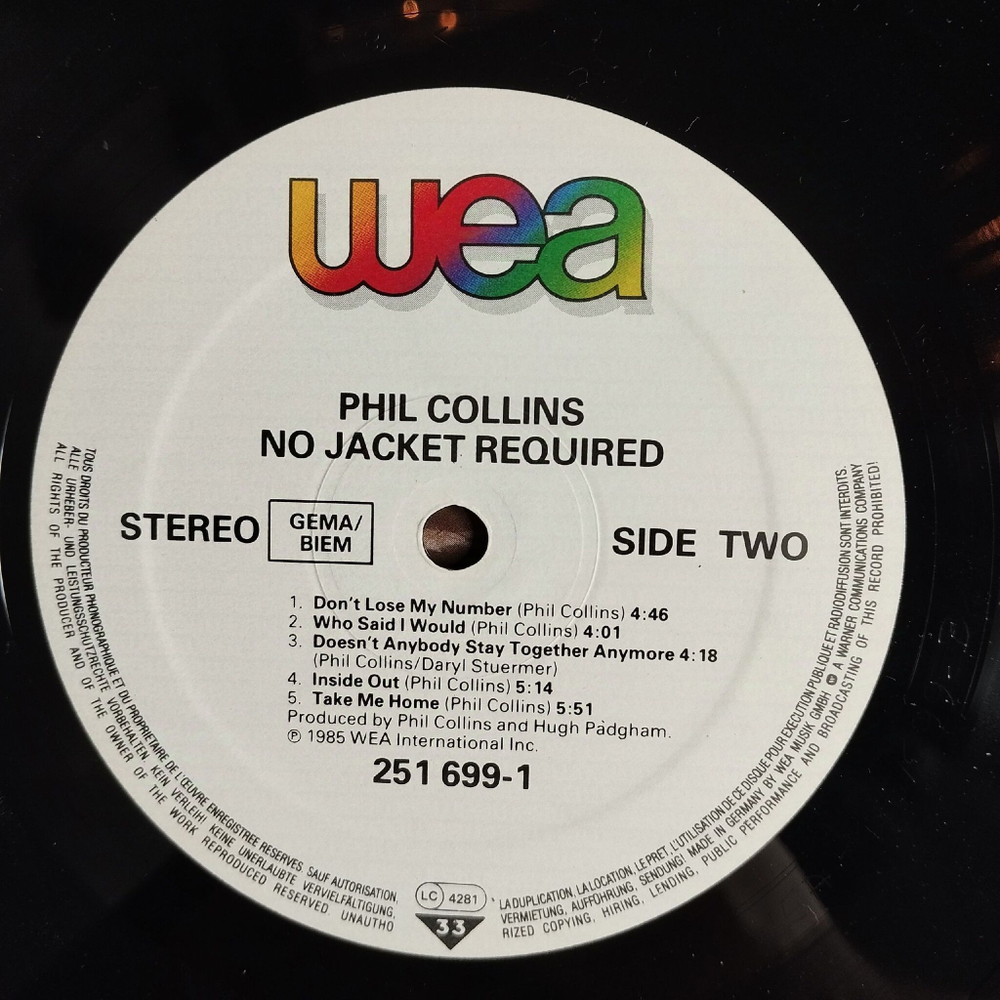 wea
PHIL COLLINS
NO JACKET REQUIRED
STEREO
GEMA/
BIEM
SIDE TWO
1. Don't Lose My Number (Phil Collins) 4:46
2. Who Said I Would (Phil Collins) 4:01
3. Doesn't Anybody Stay Together Anymore 4:18
(Phil Collins/Daryl Stuermer)
4. Inside Out (Phil Collins) 5:14
5. Take Me Home (Phil Collins) 5:51
Produced by Phil Collins and Hugh Padgham.
℗ 1985 WEA International Inc.
251 699-1
TOUS DROITS DU PRODUCTEUR PHONOGRAPHIQUE ET DU PROPRIETAIRE DE L'ŒUVRE ENREGISTREE RESERVES. SAUF AUTORISATION,
LA DUPLICATION, LA LOCATION, LE PRET, L'UTILISATION DE CE DISQUE POUR EXECUTION PUBLIQUE ET RADIODIFFUSION SONT INTERDITS.
ALLE URHEBER- UND LEISTUNGSSCHUTZRECHTE VORBEHALTEN. KEIN VERLEIH! KEINE UNERLAUBTE VERVIELFÄLTIGUNG,
VERMIETUNG, AUFFÜHRUNG, SENDUNG! MADE IN GERMANY BY WEA MUSIK GMBH A WARNER COMMUNICATIONS COMPANY
ALL RIGHTS OF THE PRODUCER AND OF THE OWNER OF THE WORK REPRODUCED RESERVED. UNAUTHO
RIZED COPYING, HIRING, LENDING, PUBLIC PERFORMANCE AND BROADCASTING OF THIS RECORD PROHIBITED!
LC 4281
33